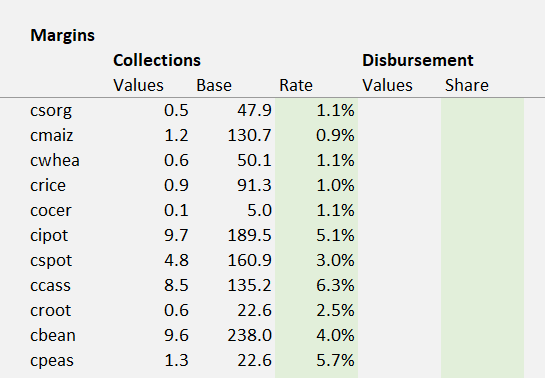 Margins
Collections Disbursement
Values Base Rate Values Share
csorg 0.5 47.9 1.1%
cmaiz 1.2 130.7 0.9%
cwhea 0.6 50.1 1.1%
crice 0.9 91.3 1.0%
cocer 0.1 5.0 1.1%
cipot 9.7 189.5 5.1%
cspot 4.8 160.9 3.0%
ccass 8.5 135.2 6.3%
croot 0.6 22.6 2.5%
cbean 9.6 238.0 4.0%
cpeas 1.3 22.6 5.7%